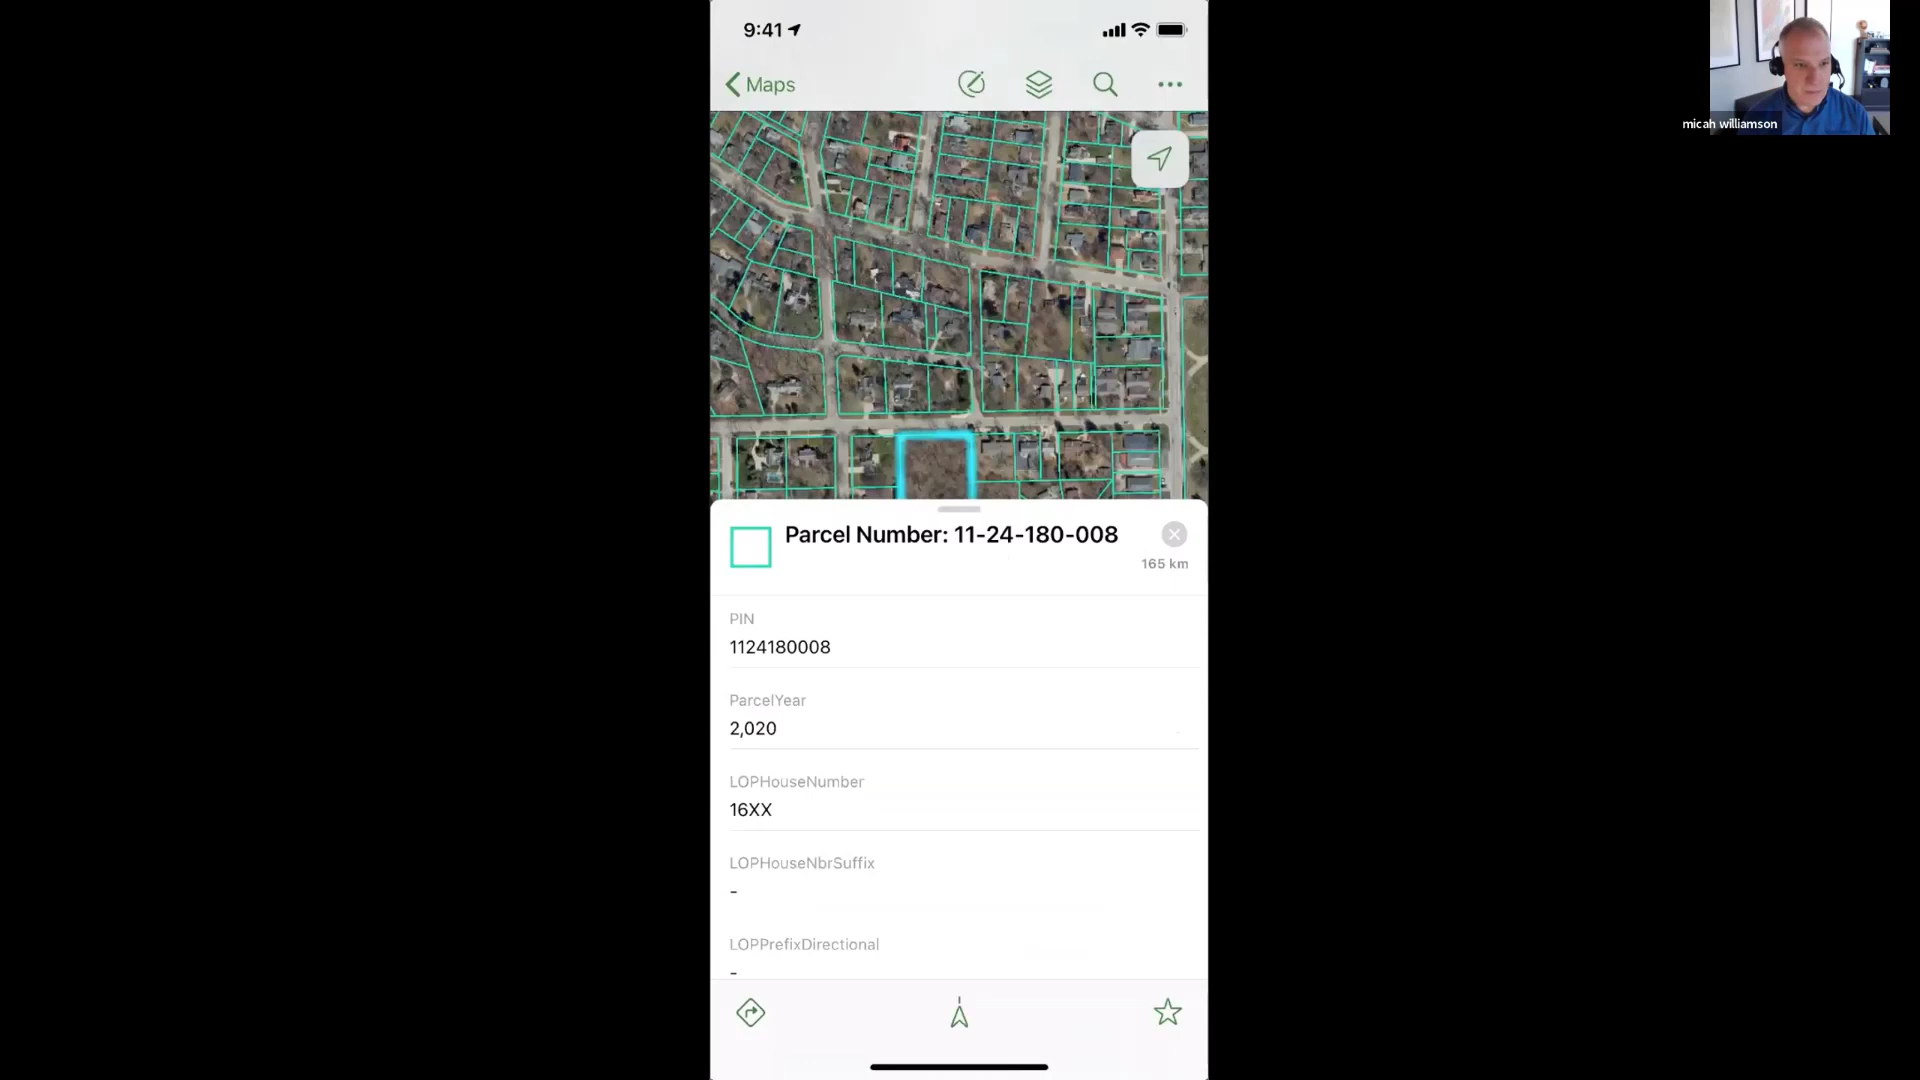 9:41
Maps
micah williamson
Parcel Number: 11-24-180-008
165 km
PIN
1124180008
ParcelYear
2,020
LOPHouseNumber
16XX
LOPHouseNbrSuffix
-
LOPPrefixDirectional
-